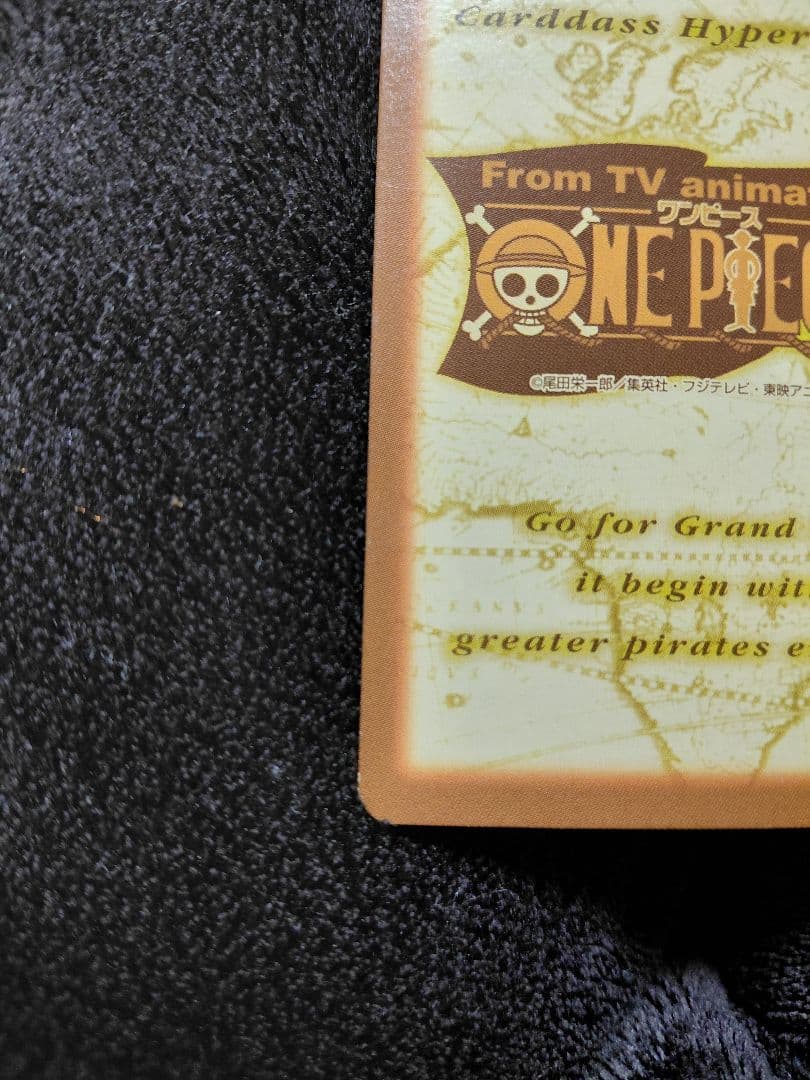 Carddass Hyper
From TV anima
ワンピース
ONE PIEC
©尾田栄一郎／集英社・フジテレビ・東映アニ
Go for Grand
it begin wit
greater pirates e